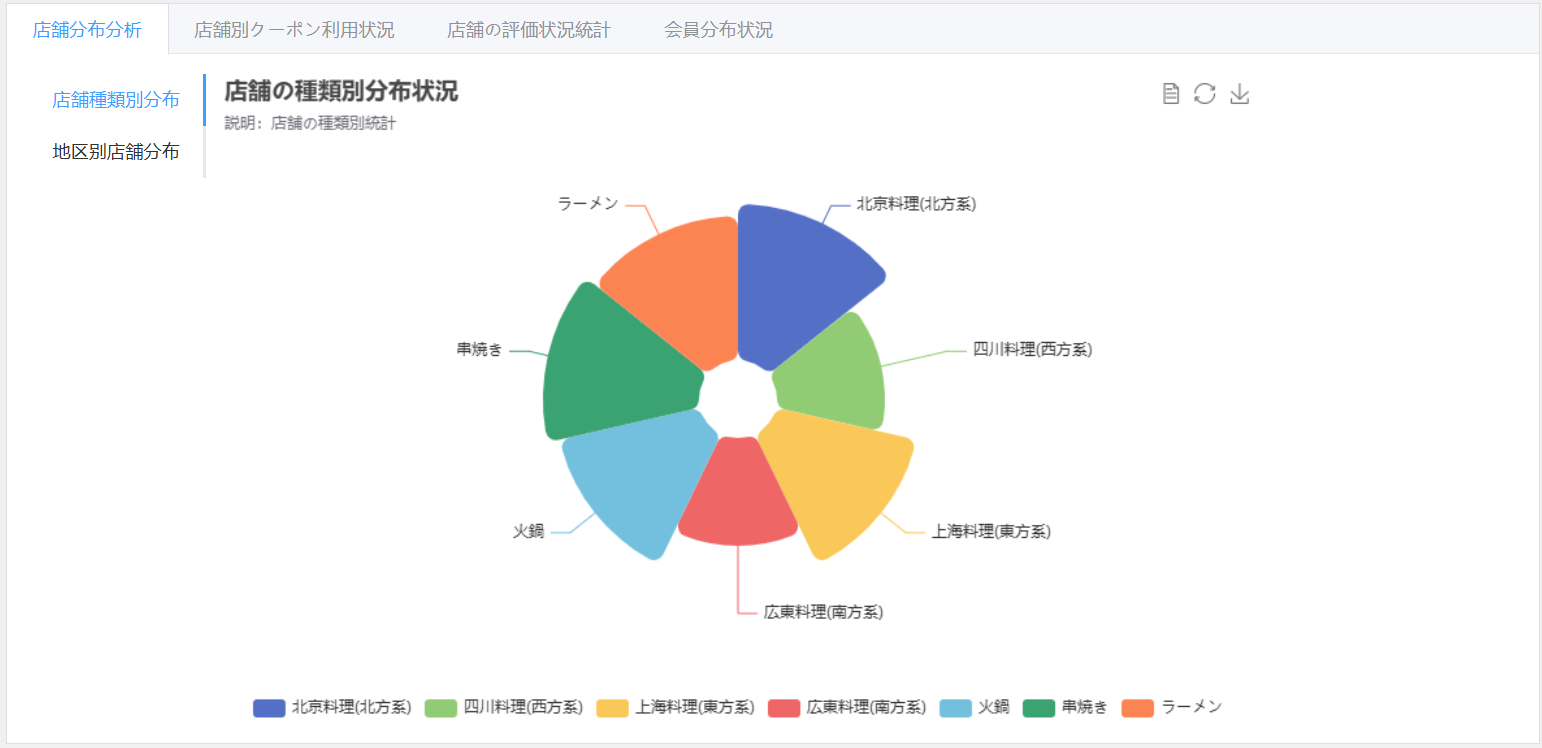 店舗分布分析 店舗別クーポン利用状況 店舗の評価状況統計 会員分布状況
店舗種類別分布
地区别店舗分布
店舗の種類別分布状況
説明：店舗の種類別統計
ラーメン
北京料理(北方系)
串焼き
四川料理(西方系)
火鍋
上海料理(東方系)
広東料理(南方系)
北京料理(北方系) 四川料理(西方系) 上海料理(東方系) 広東料理(南方系) 火鍋 串焼き ラーメン